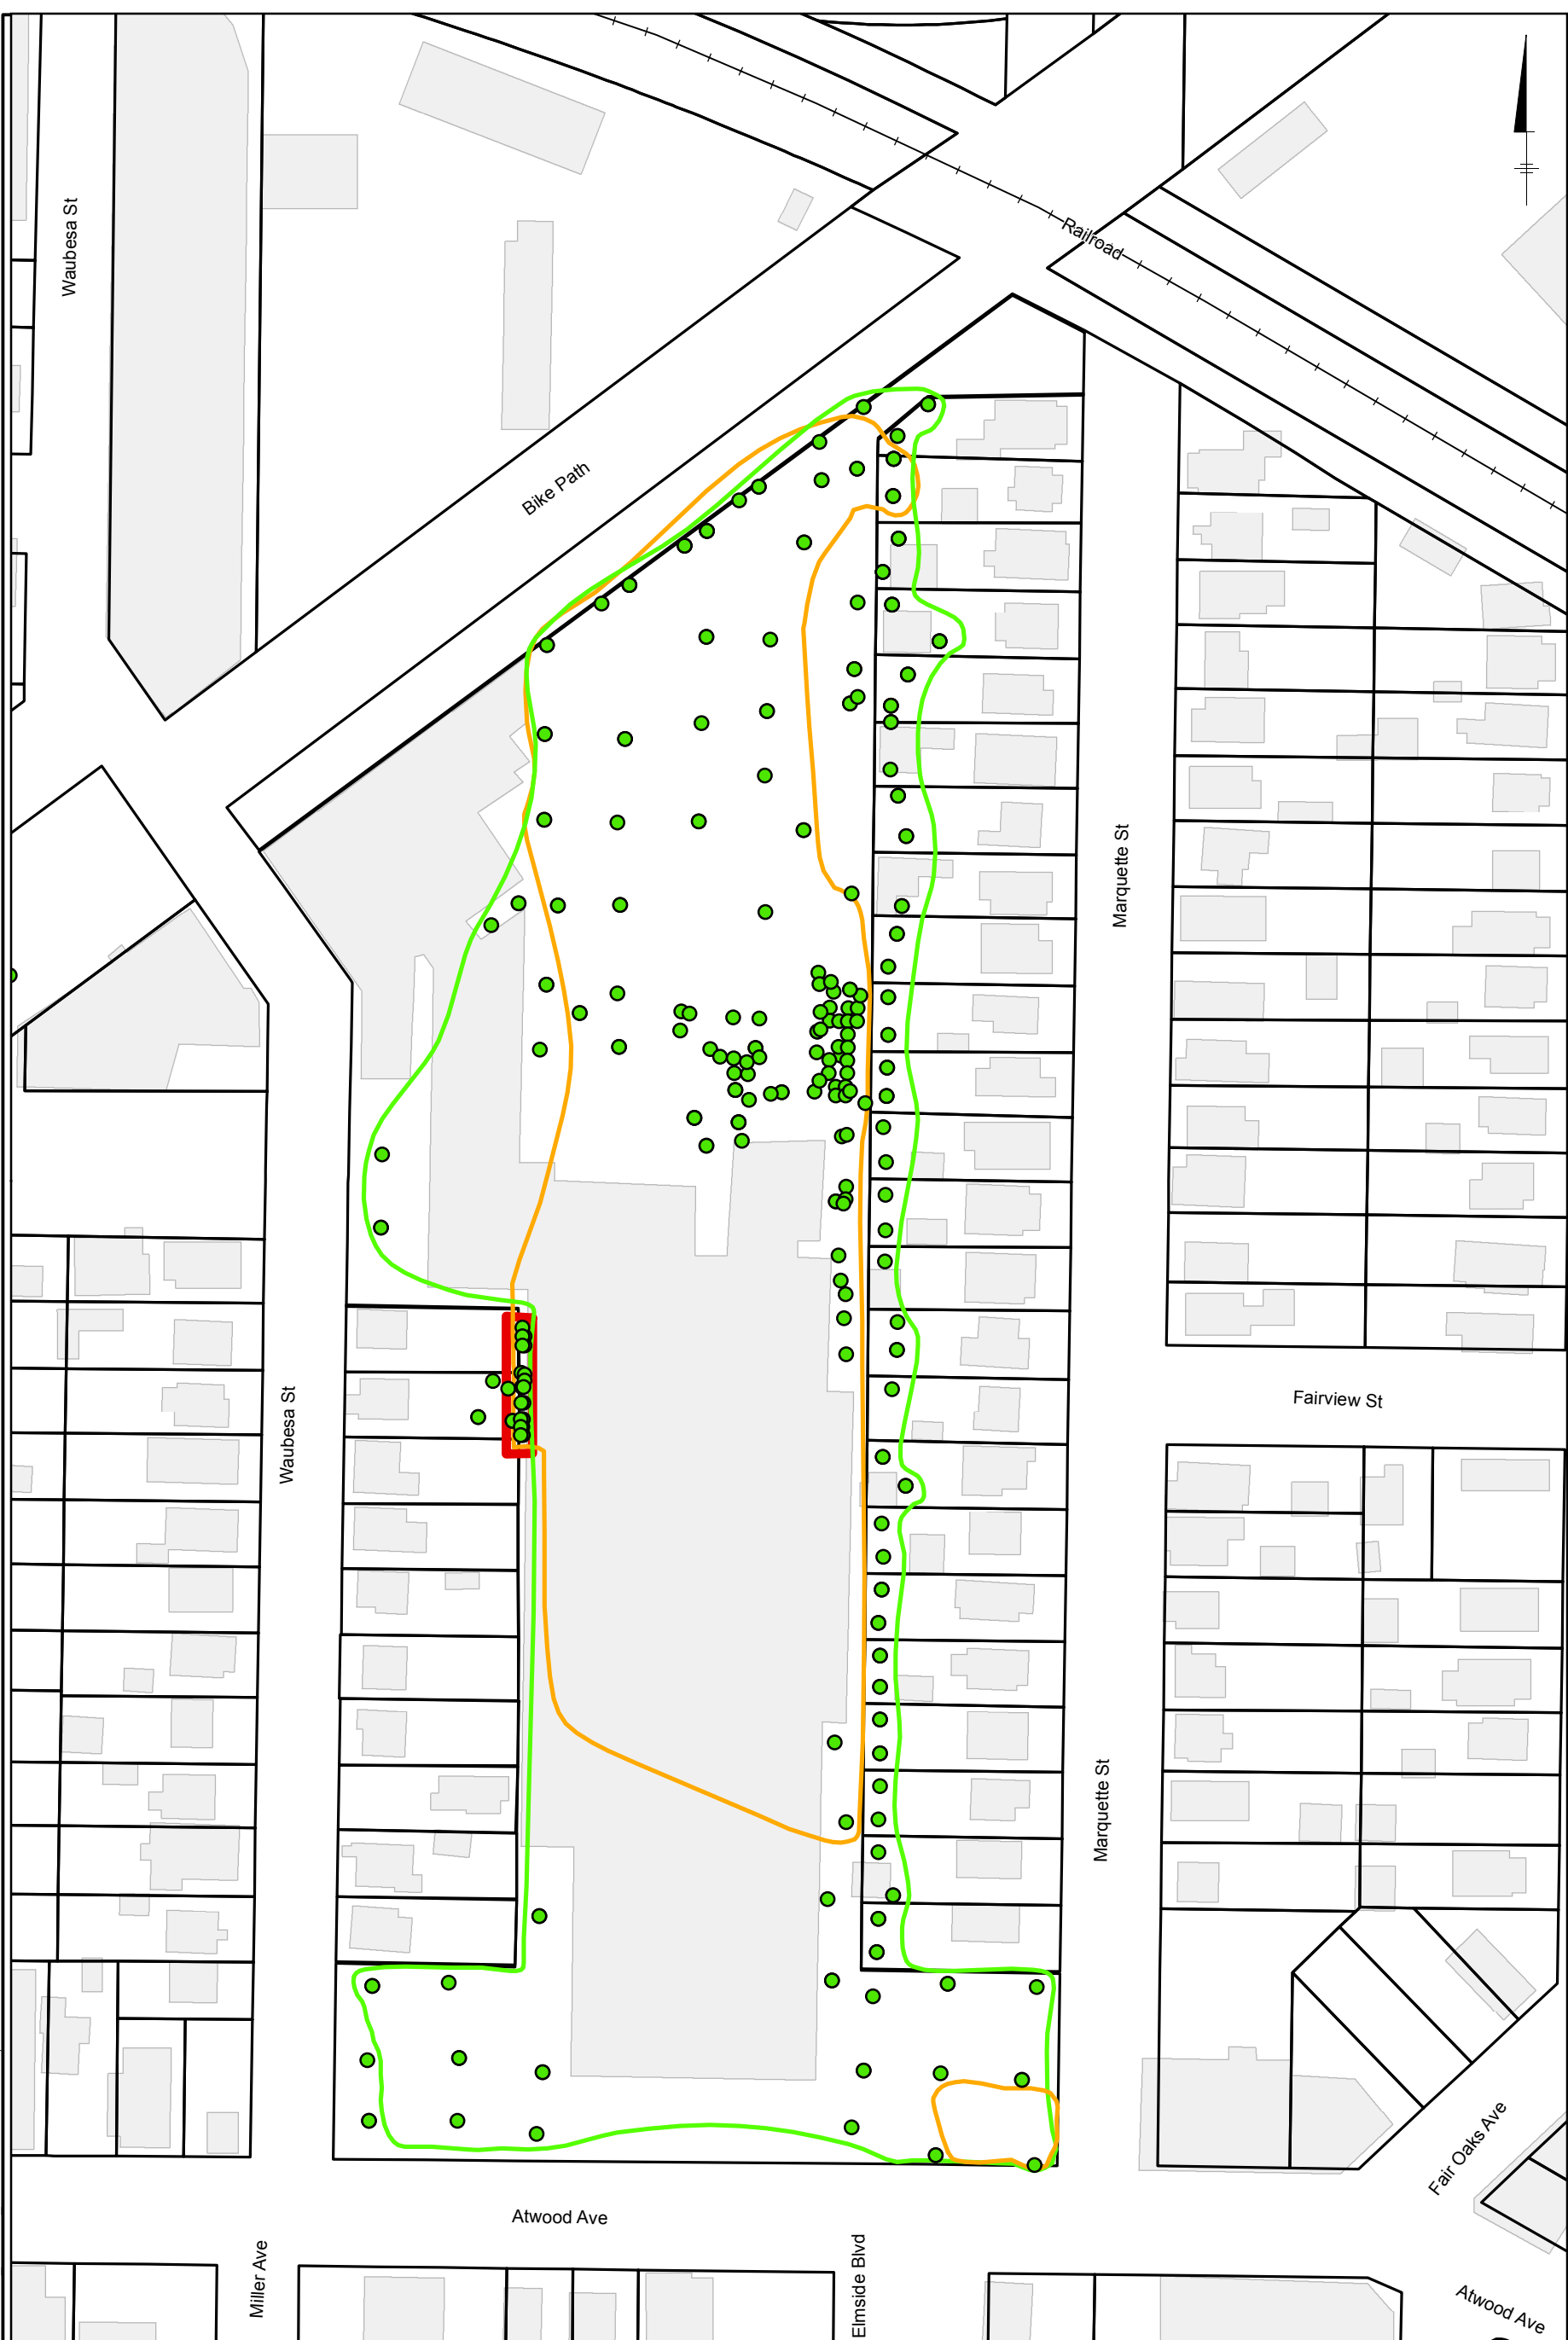 Waubesa St
Railroad
Bike Path
Marquette St
Waubesa St
Fairview St
Marquette St
Fair Oaks Ave
Atwood Ave
Miller Ave
Elmside Blvd
Atwood Ave